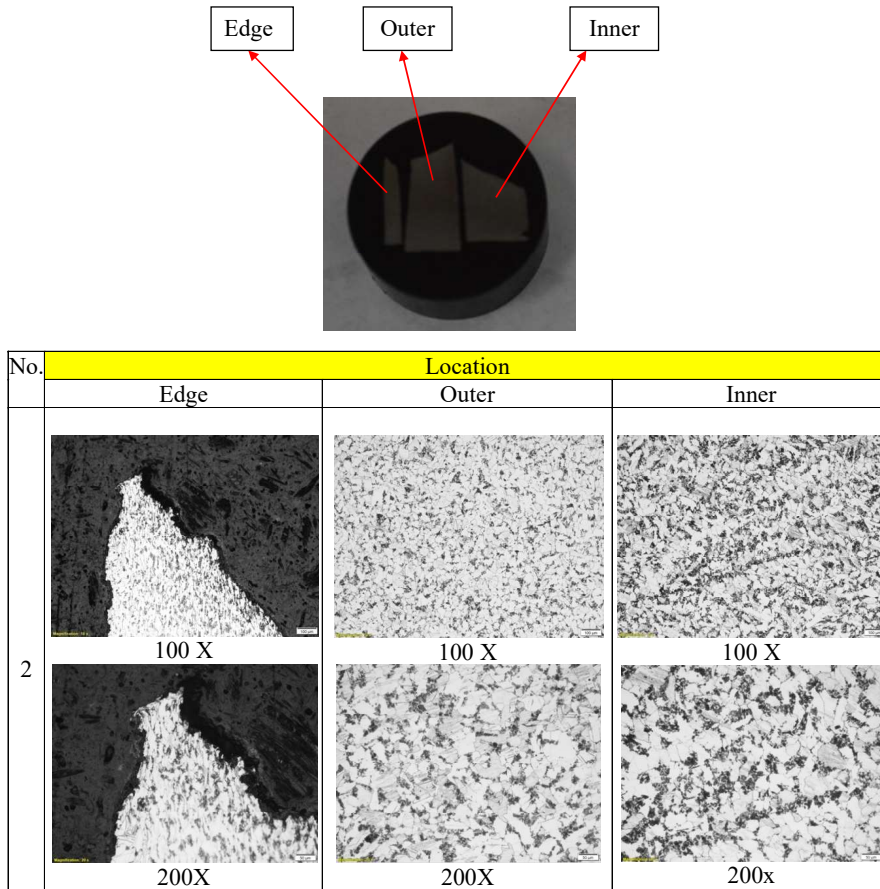 Edge Outer Inner
No. Location
Edge Outer Inner
2
100 X 100 X 100 X
200X 200X 200x